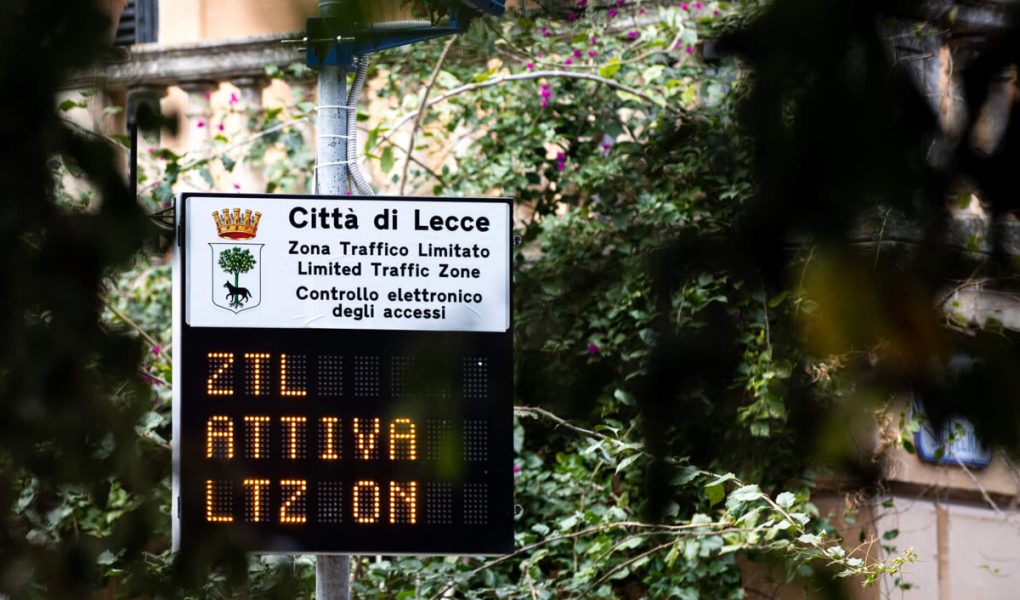 Città di Lecce
Zona Traffico Limitato
Limited Traffic Zone
Controllo elettronico
degli accessi
ZTL
ATTIVA
LTZ ON